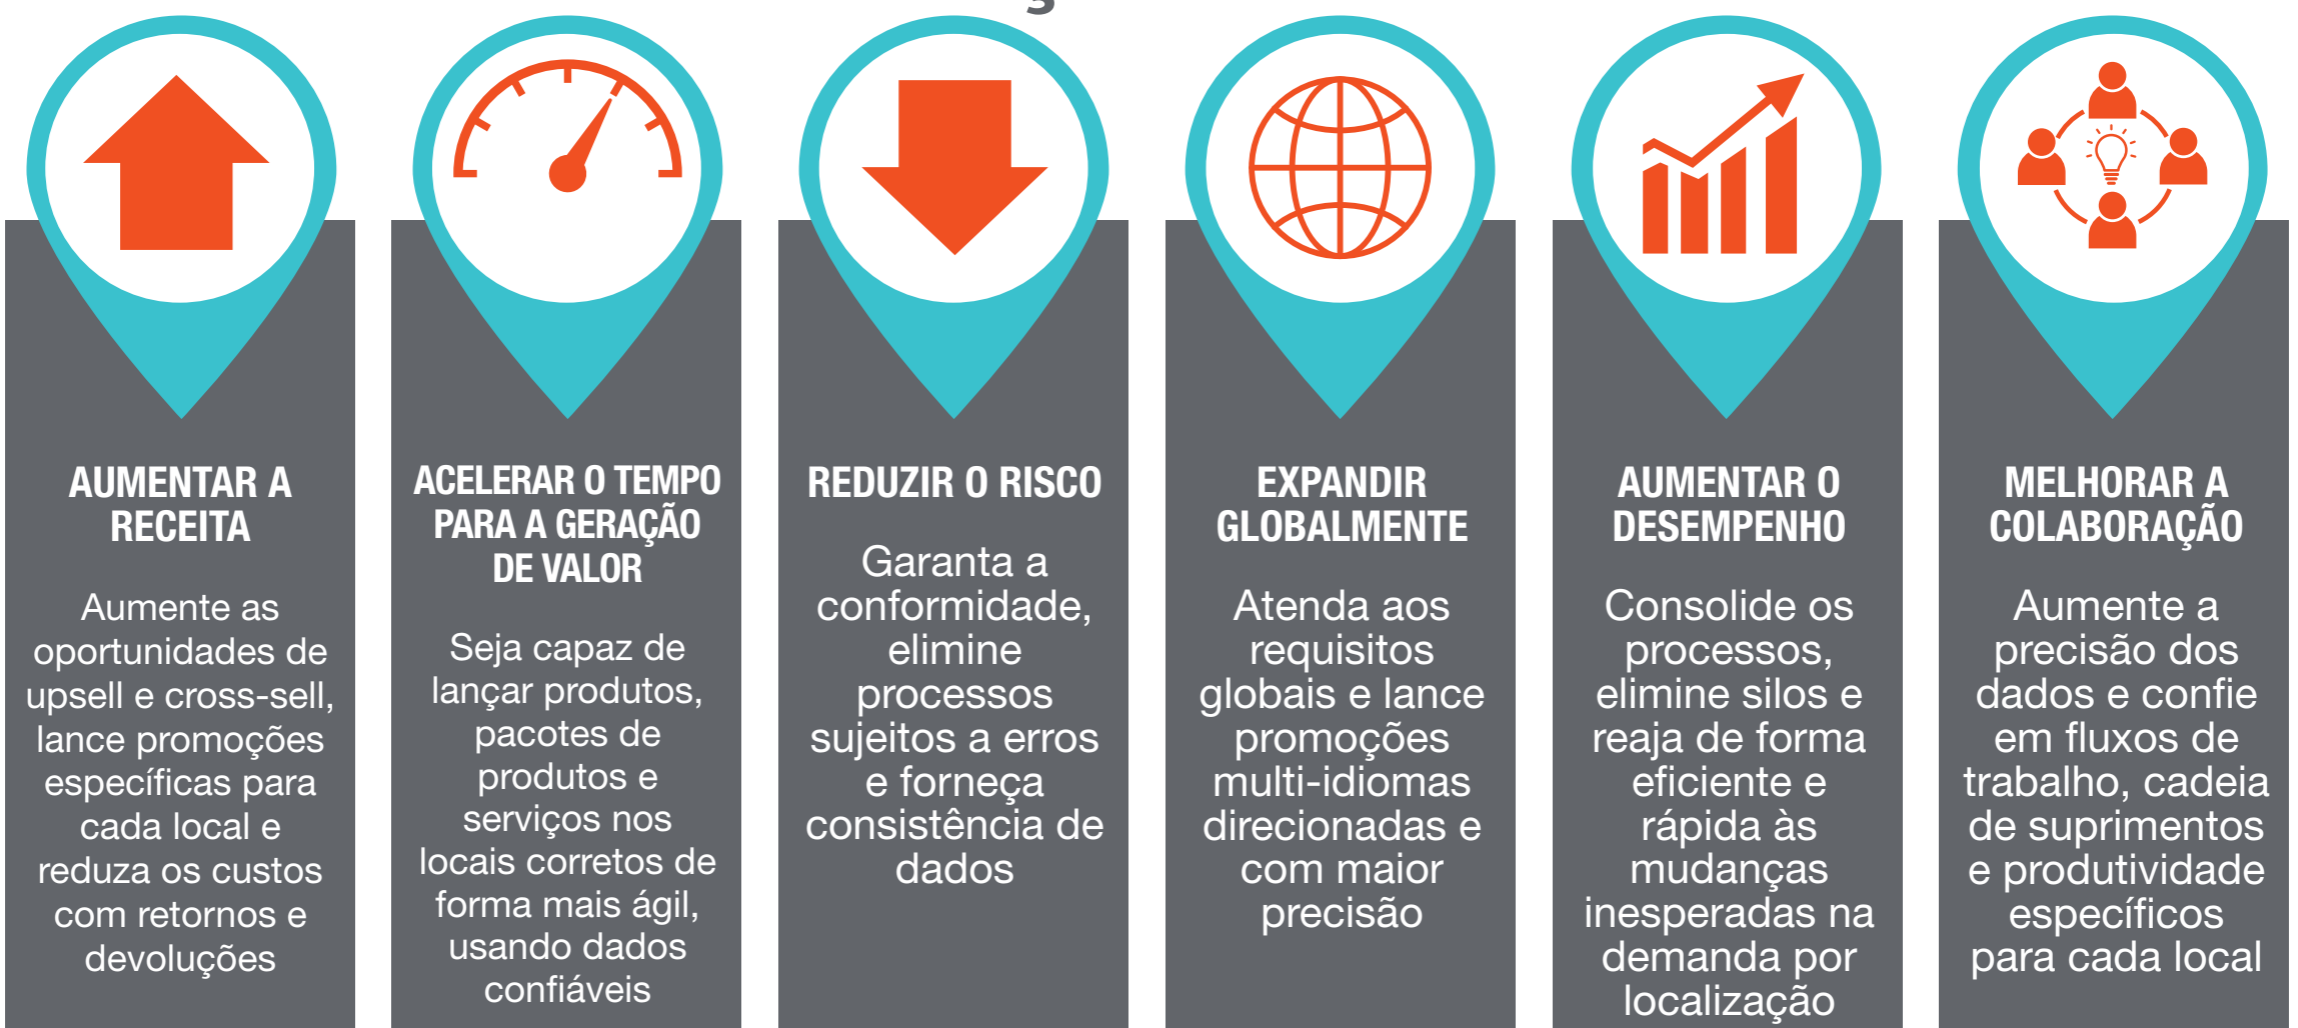 AUMENTAR A
RECEITA
Aumente as
oportunidades de
upsell e cross-sell,
lance promoções
específicas para
cada local e
reduza os custos
com retornos e
devoluções
ACELERAR O TEMPO
PARA A GERAÇÃO
DE VALOR
Seja capaz de
lançar produtos,
pacotes de
produtos e
serviços nos
locais corretos de
forma mais ágil,
usando dados
confiáveis
REDUZIR O RISCO
Garanta a
conformidade,
elimine
processos
sujeitos a erros
e forneça
consistência de
dados
EXPANDIR
GLOBALMENTE
Atenda aos
requisitos
globais e lance
promoções
multi-idiomas
direcionadas e
com maior
precisão
AUMENTAR O
DESEMPENHO
Consolide os
processos,
elimine silos e
reaja de forma
eficiente e
rápida às
mudanças
inesperadas na
demanda por
localização
MELHORAR A
COLABORAÇÃO
Aumente a
precisão dos
dados e confie
em fluxos de
trabalho, cadeia
de suprimentos
e produtividade
específicos
para cada local